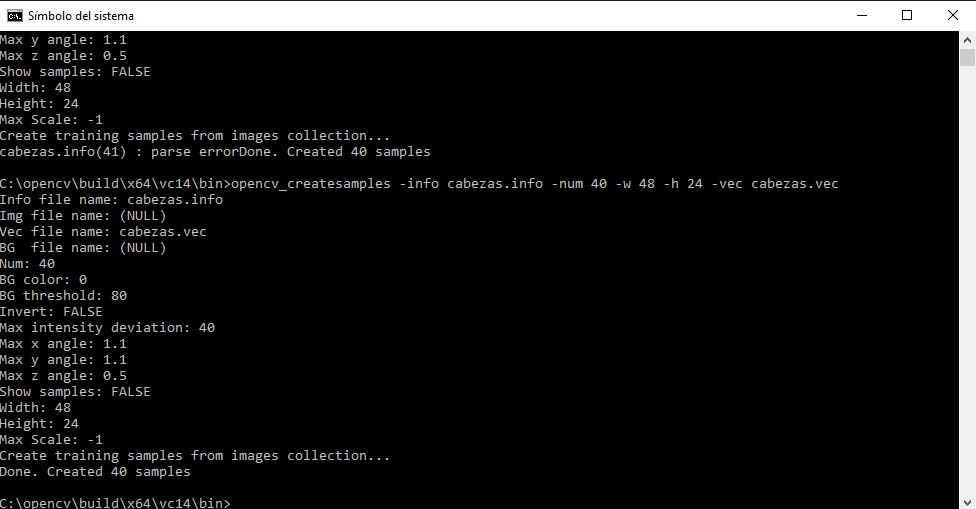 Símbolo del sistema
Max y angle: 1.1
Max z angle: 0.5
Show samples: FALSE
Width: 48
Height: 24
Max Scale: -1
Create training samples from images collection...
cabezas.info(41) : parse errorDone. Created 40 samples
C:\opencv\build\x64\vc14\bin>opencv_createsamples -info cabezas.info -num 40 -w 48 -h 24 -vec cabezas.vec
Info file name: cabezas.info
Img file name: (NULL)
Vec file name: cabezas.vec
BG  file name: (NULL)
Num: 40
BG color: 0
BG threshold: 80
Invert: FALSE
Max intensity deviation: 40
Max x angle: 1.1
Max y angle: 1.1
Max z angle: 0.5
Show samples: FALSE
Width: 48
Height: 24
Max Scale: -1
Create training samples from images collection...
Done. Created 40 samples
C:\opencv\build\x64\vc14\bin>